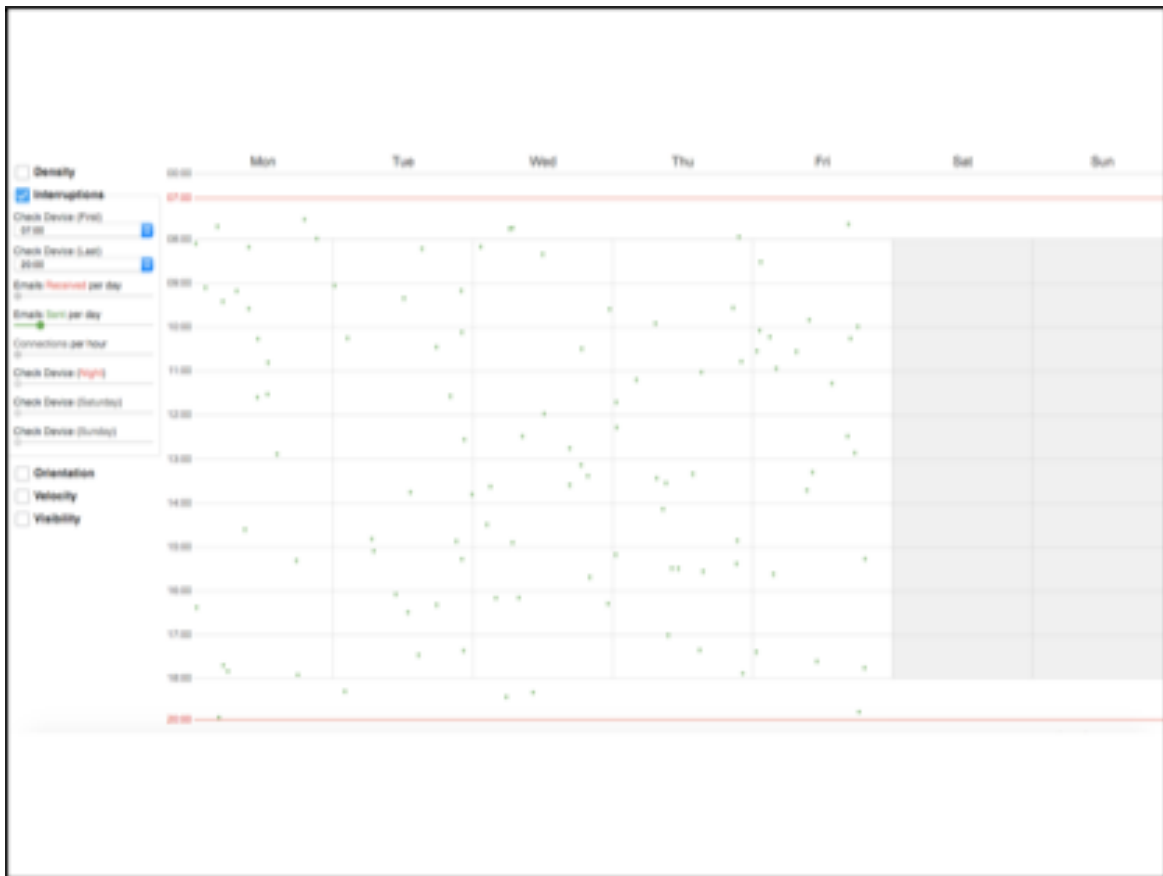 Mon Tue Wed Thu Fri Sat Sun
Density
00:00
Interruptions
07:00
Check Device (First)
07:00
08:00
Check Device (Last)
20:00
09:00
Emails Received per day
Emails Sent per day
10:00
Connections per hour
11:00
Check Device (Night)
Check Device (Saturday)
12:00
Check Device (Sunday)
13:00
Orientation
Velocity
14:00
Visibility
15:00
16:00
17:00
18:00
20:00